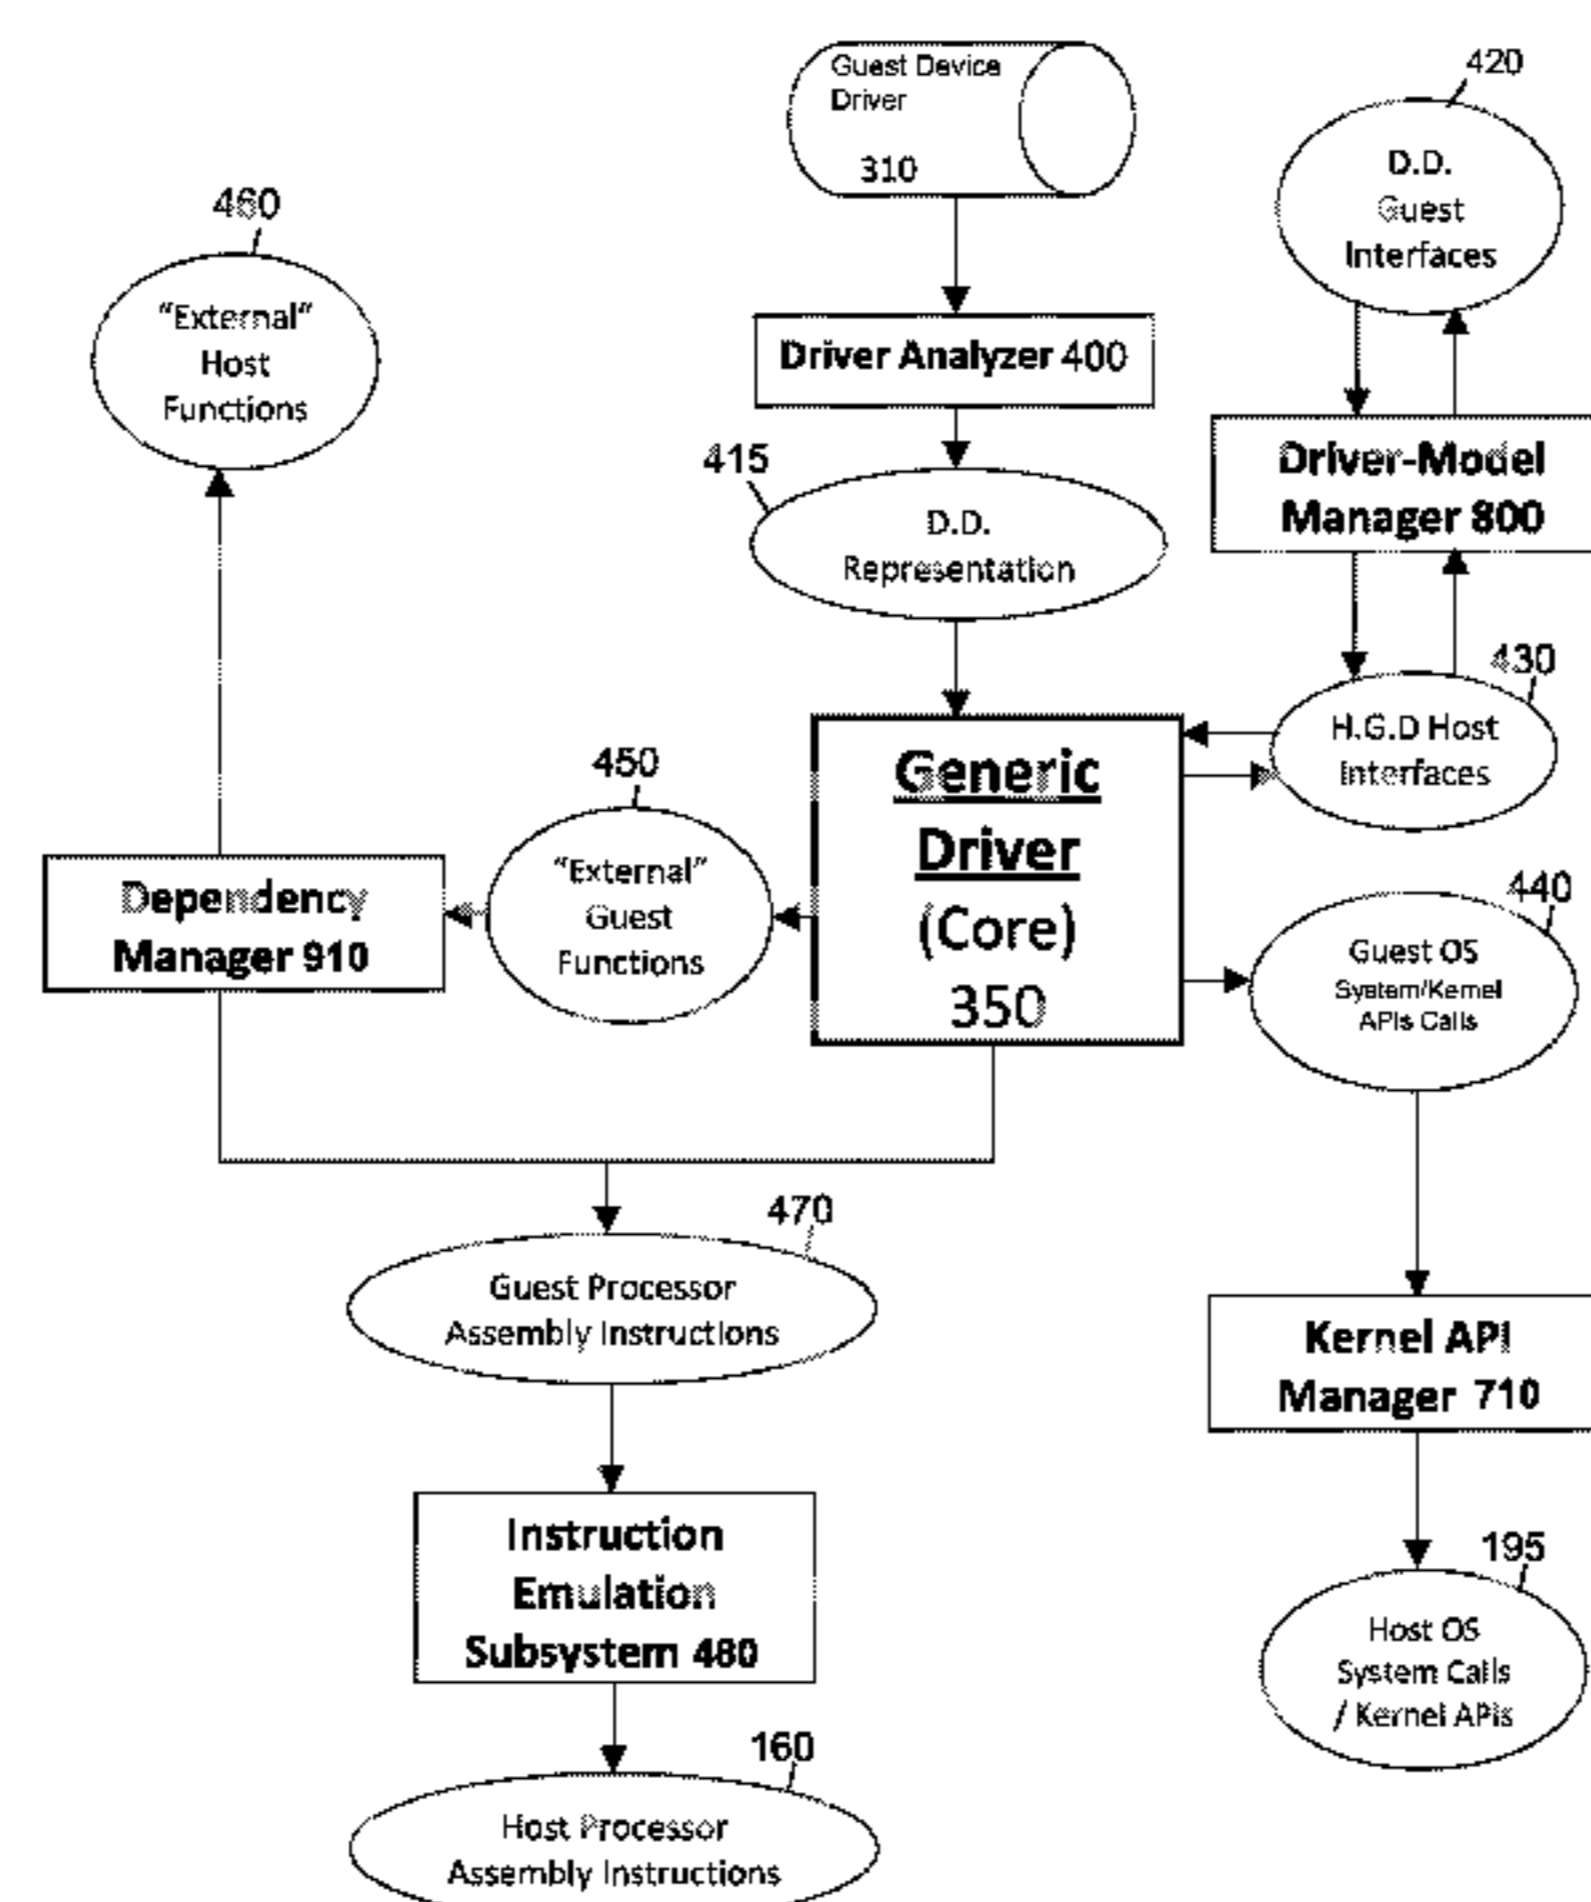 Guest Device
Driver
310
420
D.D.
Guest
Interfaces
460
"External"
Host
Functions
Driver Analyzer 400
Driver-Model
Manager 800
415
D.D.
Representation
430
H.G.D Host
Interfaces
Generic
Driver
(Core)
350
450
"External"
Guest
Functions
Dependency
Manager 910
440
Guest OS
System/Kernel
APIs Calls
470
Guest Processor
Assembly Instructions
Kernel API
Manager 710
Instruction
Emulation
Subsystem 480
195
Host OS
System Calls
/ Kernel APIs
160
Host Processor
Assembly Instructions